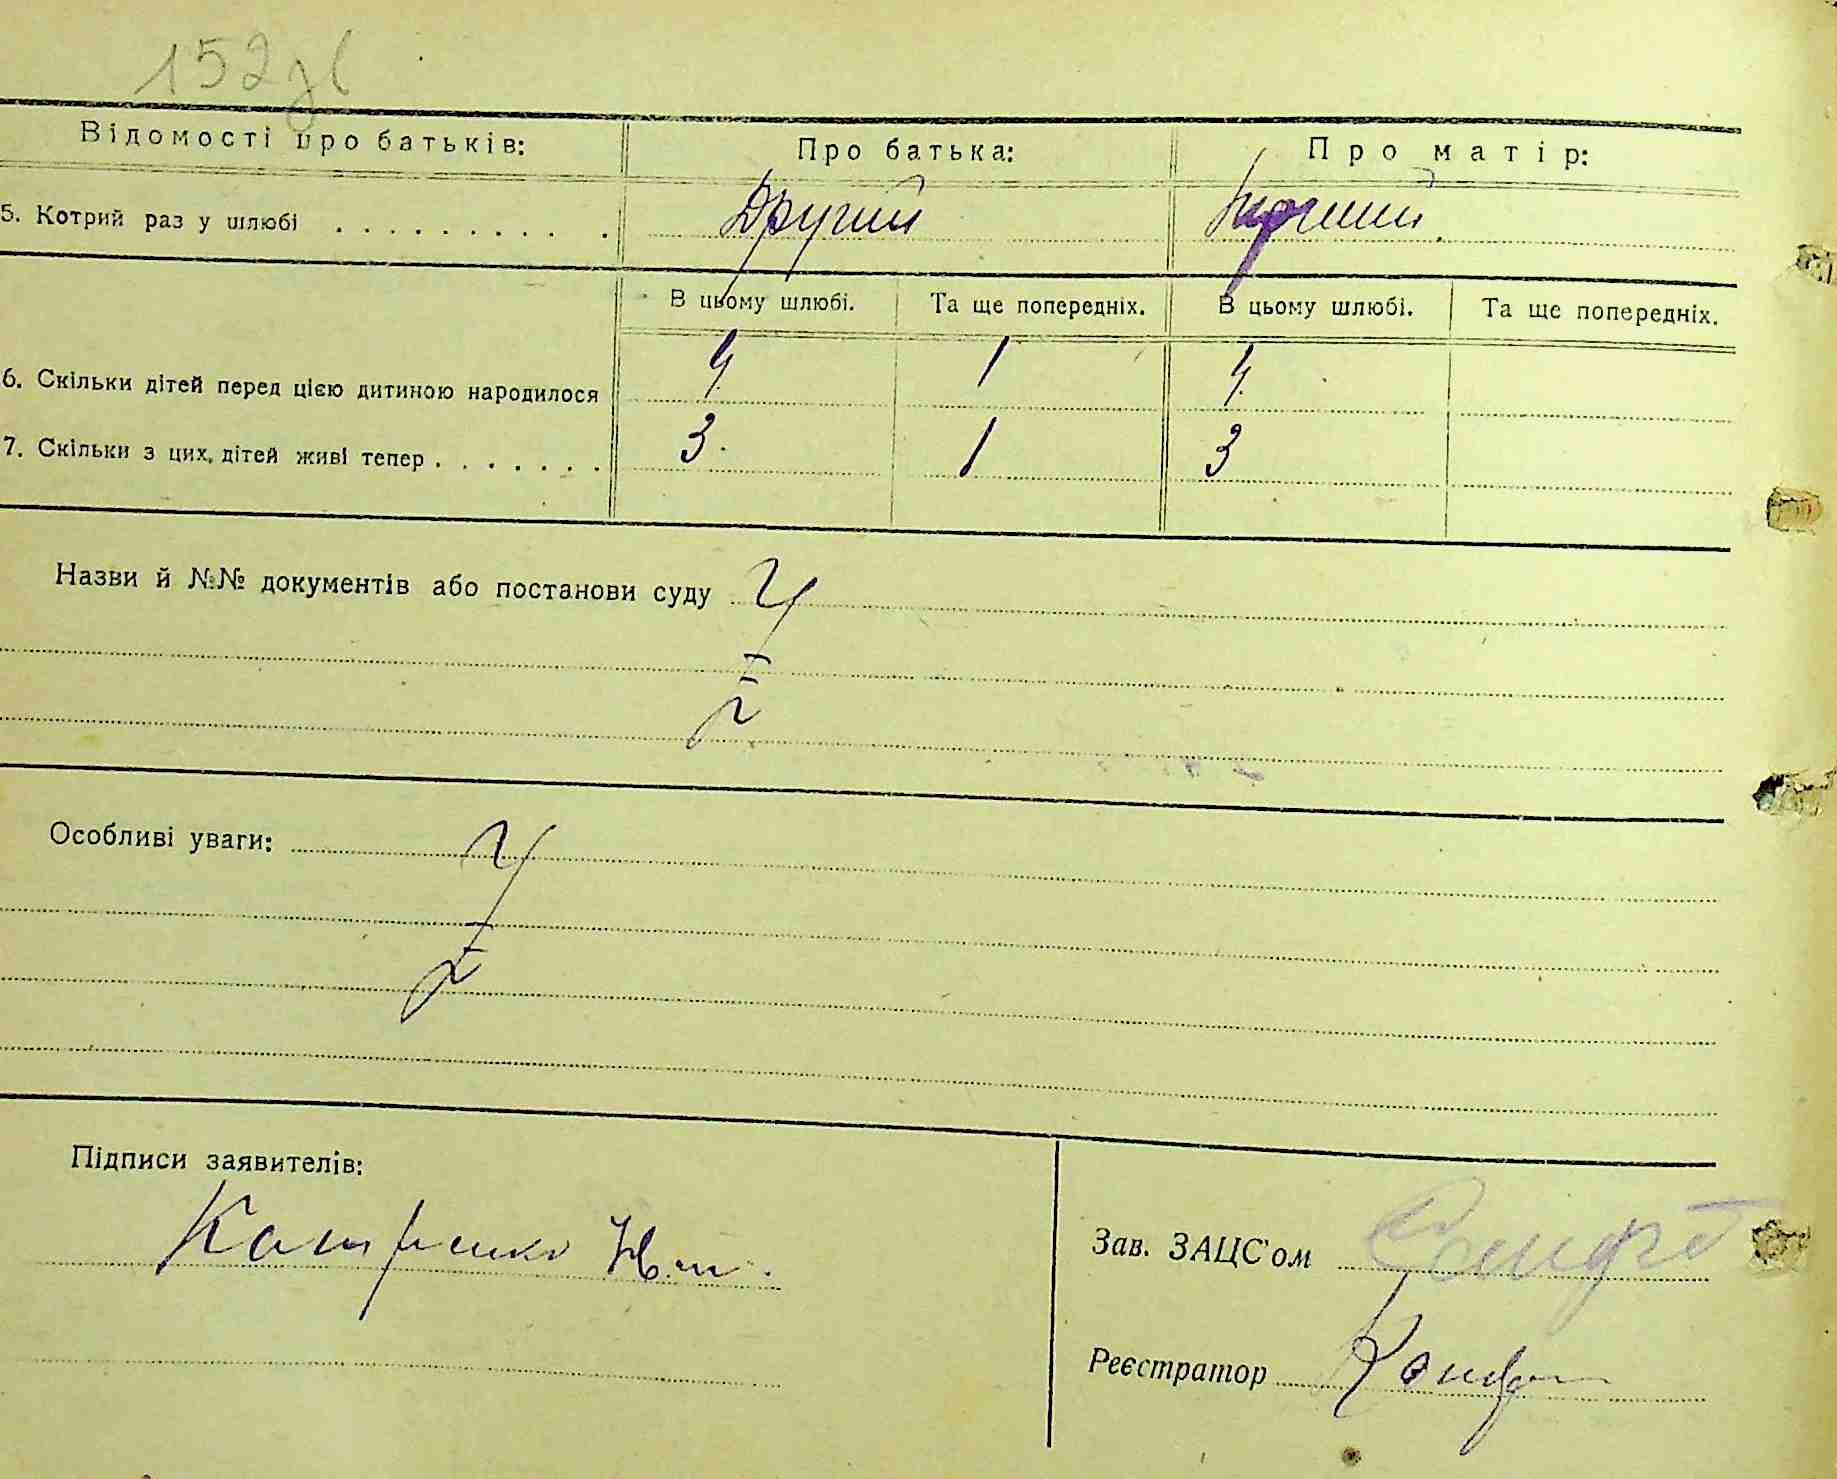 152 зв
Відомості про батьків: Про батька: Про матір:
5. Котрий раз у шлюбі . . . . . . . . . . Другий Перший
В цьому шлюбі. Та ще попередніх. В цьому шлюбі. Та ще попередніх.
6. Скільки дітей перед цією дитиною народилося 4 1 4
7. Скільки з цих, дітей живі тепер . . . . . . . 3 1 3
Назви й №№ документів або постанови суду
Особливі уваги:
Підписи заявителів:
Зав. ЗАЦС'ом
Реєстратор